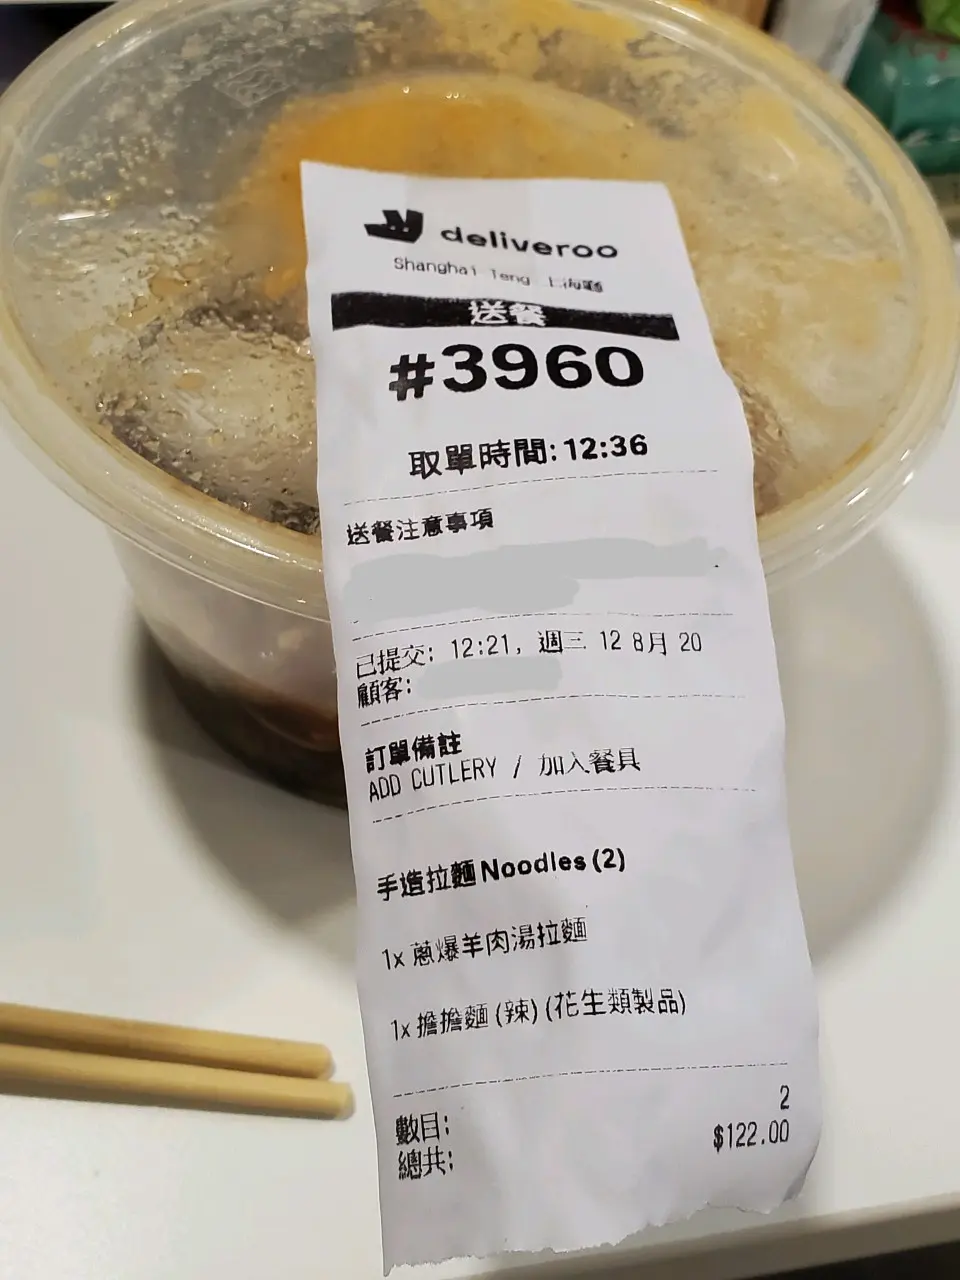 deliveroo
Shanghai Teng 上海
送餐
#3960
取單時間: 12:36
送餐注意事項
已提交: 12:21, 週三 12 8月 20
顧客:
訂單備註
ADD CUTLERY / 加入餐具
手造拉麵 Noodles (2)
1x 蔥爆羊肉湯拉麵
1x 擔擔麵 (辣) (花生類製品)
數目: 2
總共: $122.00